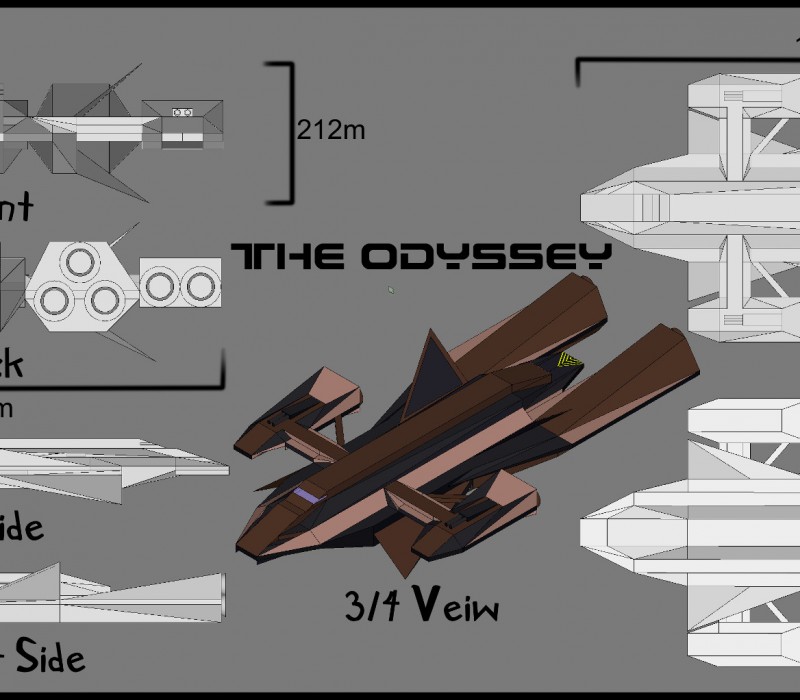 212m
nt
THE ODYSSEY
ck
m
ide
3/4 Veiw
Side